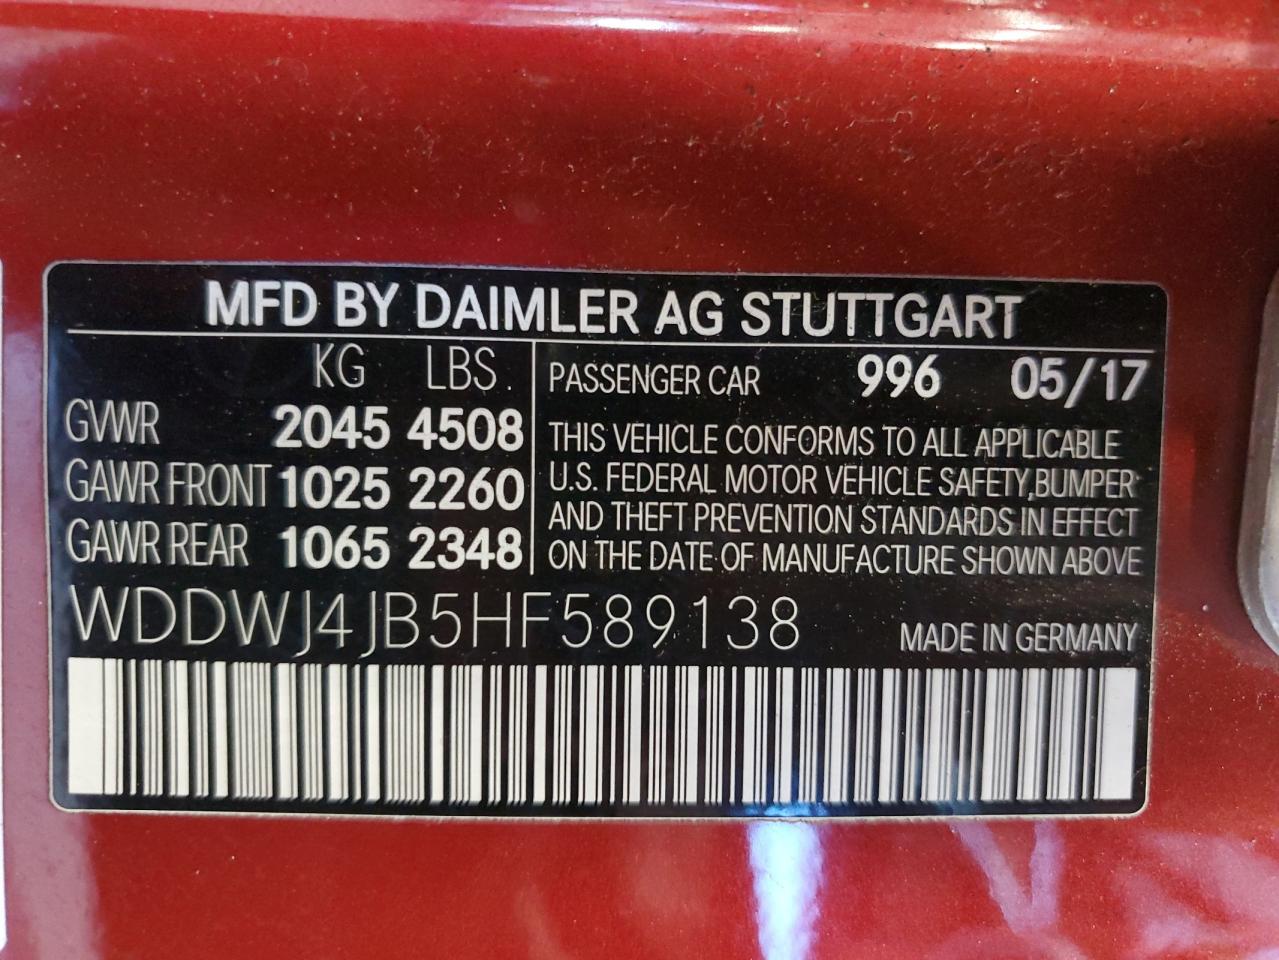 MFD BY DAIMLER AG STUTTGART
KG LBS.
GVWR 2045 4508
GAWR FRONT 1025 2260
GAWR REAR 1065 2348
PASSENGER CAR 996 05/17
THIS VEHICLE CONFORMS TO ALL APPLICABLE
U.S. FEDERAL MOTOR VEHICLE SAFETY,BUMPER
AND THEFT PREVENTION STANDARDS IN EFFECT
ON THE DATE OF MANUFACTURE SHOWN ABOVE
WDDWJ4JB5HF589138 MADE IN GERMANY